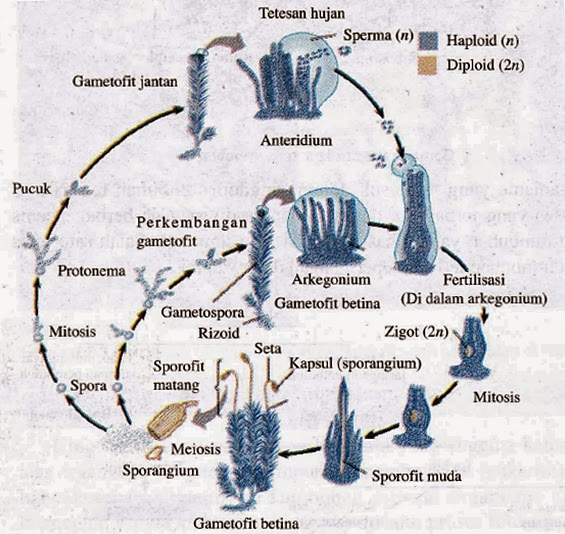 Tetesan hujan
Sperma (n)
Haploid (n)
Diploid (2n)
Gametofit jantan
Anteridium
Pucuk
Perkembangan
gametofit
Protonema
Arkegonium
Fertilisasi
(Di dalam arkegonium)
Gametospora
Gametofit betina
Rizoid
Mitosis
Zigot (2n)
Seta
Sporofit
matang
Kapsul (sporangium)
Spora
Mitosis
Meiosis
Sporangium
Sporofit muda
Gametofit betina